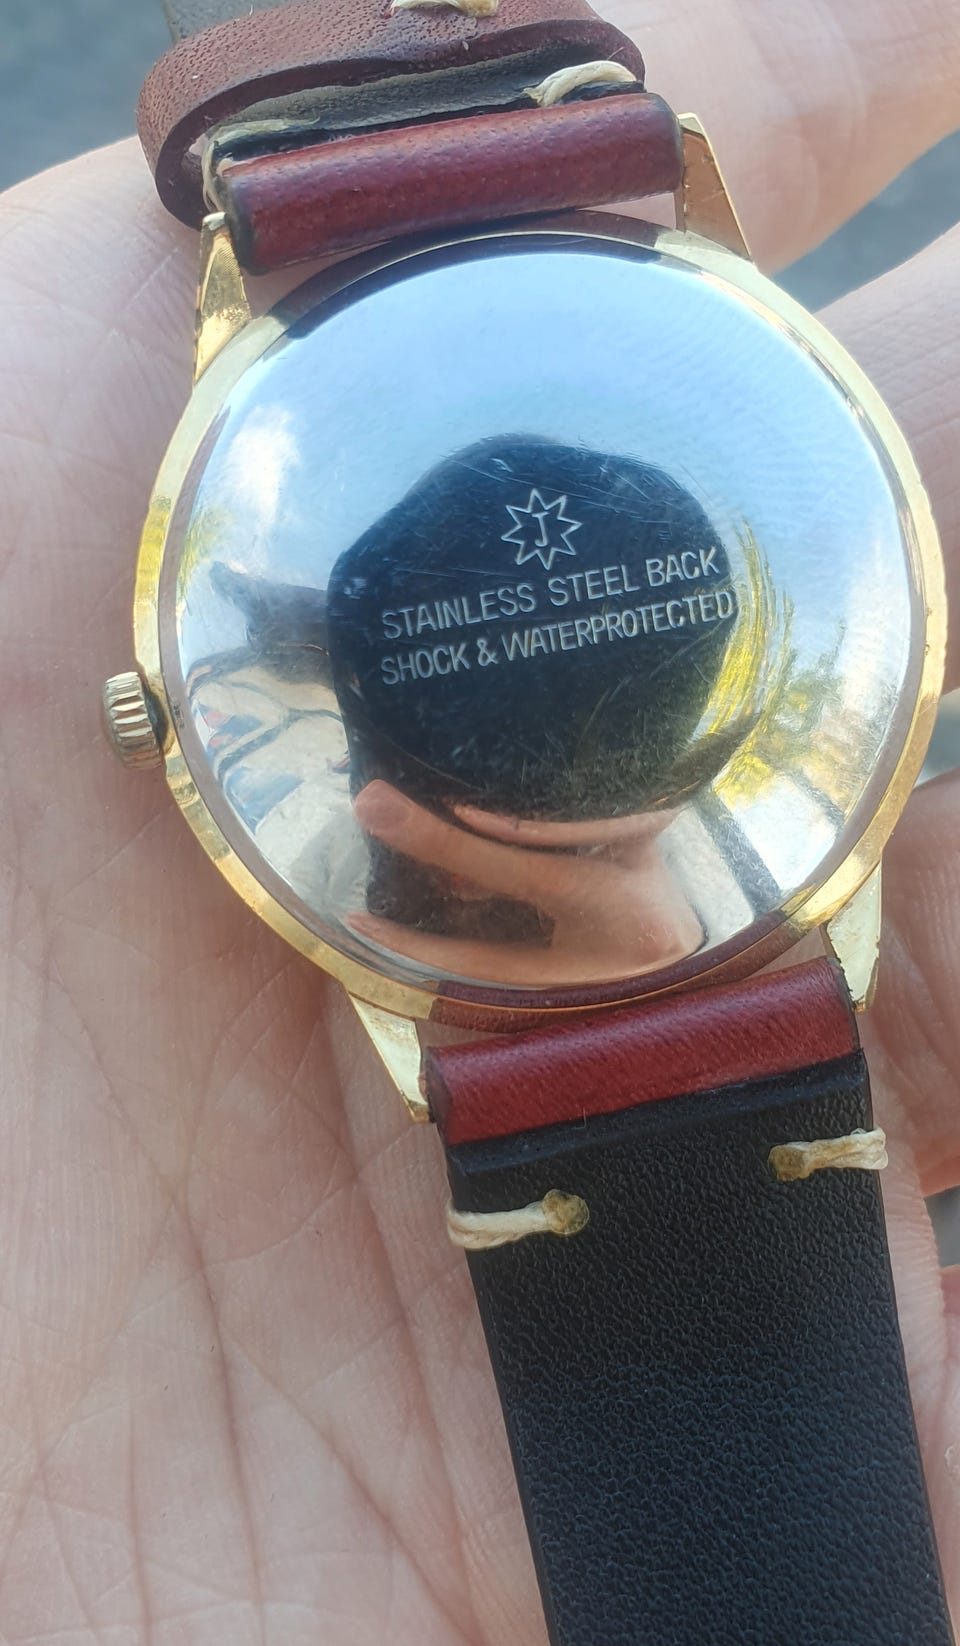 J
STAINLESS STEEL BACK
SHOCK & WATERPROTECTED